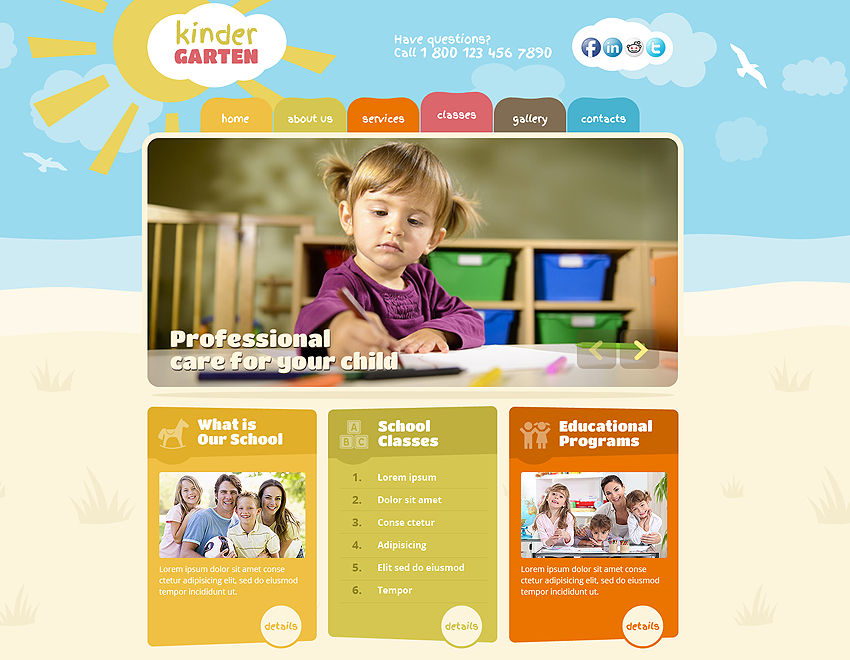 kinder
GARTEN
Have questions?
Call 1 800 123 456 7890
home
about us
services
classes
gallery
contacts
Professional
care for your child
What is
Our School
Lorem ipsum dolor sit amet conse
ctetur adipisicing elit, sed do eiusmod
tempor incididunt ut.
details
A
B C
School
Classes
1. Lorem ipsum
2. Dolor sit amet
3. Conse ctetur
4. Adipisicing
5. Elit sed do eiusmod
6. Tempor
details
Educational
Programs
Lorem ipsum dolor sit amet conse
ctetur adipisicing elit, sed do eiusmod
tempor incididunt ut.
details